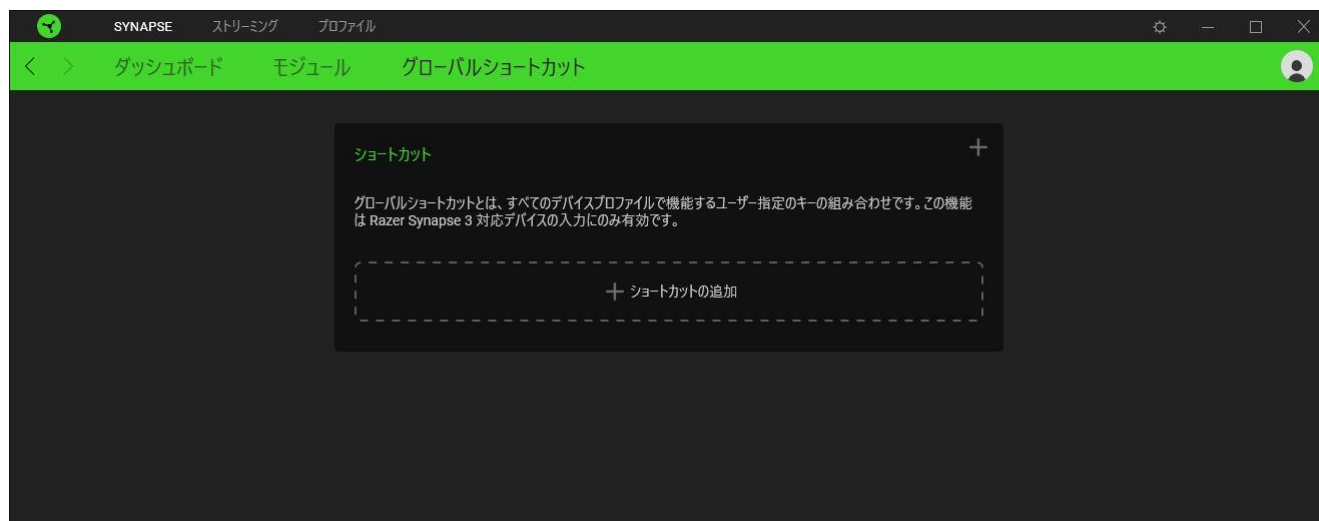 SYNAPSE ストリーミング プロファイル
ダッシュボード モジュール グローバルショートカット
ショートカット
グローバルショートカットとは、すべてのデバイスプロファイルで機能するユーザー指定のキーの組み合わせです。この機能
は Razer Synapse 3 対応デバイスの入力にのみ有効です。
ショートカットの追加